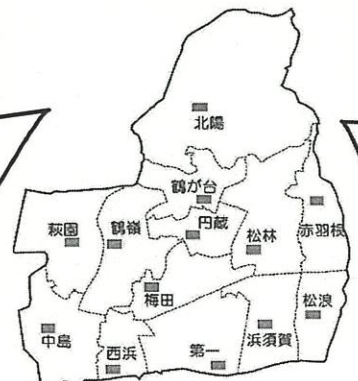 北陽
鶴が台
萩園
鶴嶺
円蔵
松林
赤羽根
梅田
中島
西浜
第一
浜須賀
松浪